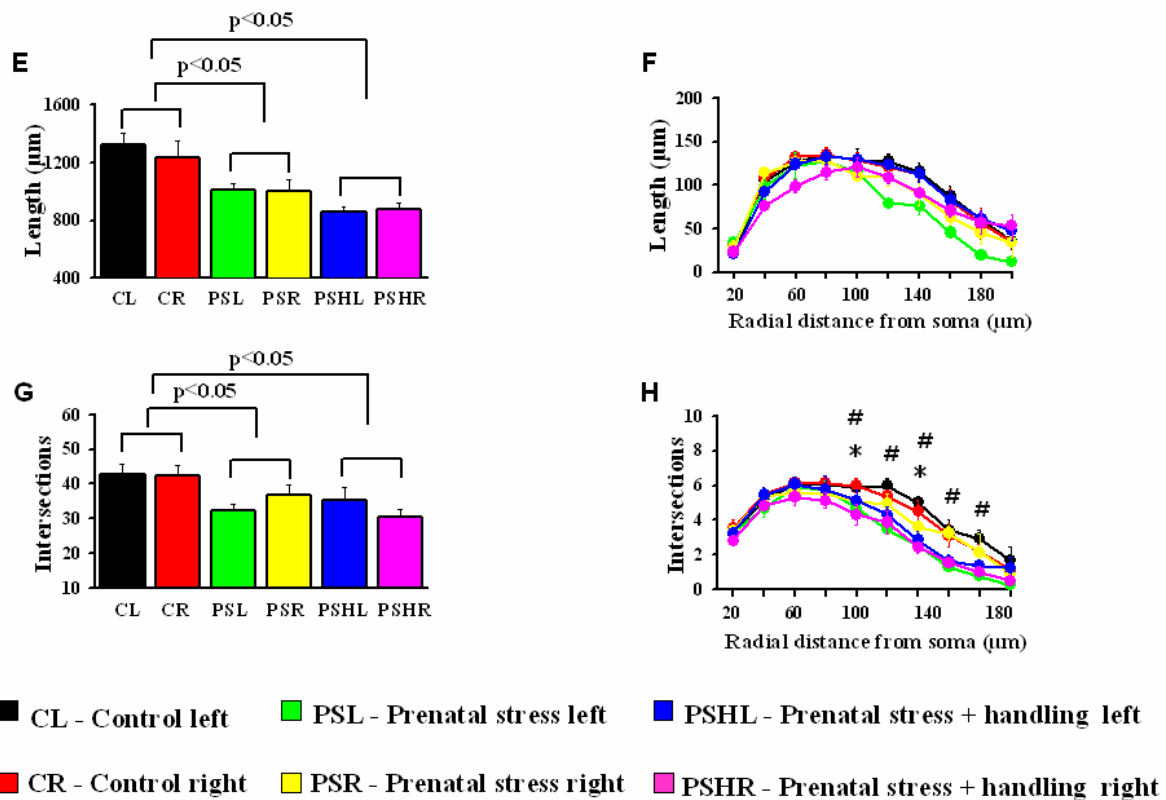 E
p<0.05
p<0.05
Length (µm)
1600
1200
800
400
CL CR PSL PSR PSHL PSHR
F
Length (µm)
200
150
100
50
0
20 60 100 140 180
Radial distance from soma (µm)
G
p<0.05
p<0.05
Intersections
60
50
40
30
20
10
CL CR PSL PSR PSHL PSHR
H
Intersections
10
8
6
4
2
0
# #
* # * # #
20 60 100 140 180
Radial distance from soma (µm)
CL - Control left
PSL - Prenatal stress left
PSHL - Prenatal stress + handling left
CR - Control right
PSR - Prenatal stress right
PSHR - Prenatal stress + handling right